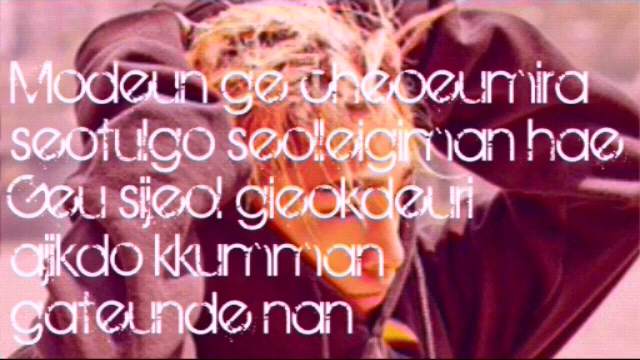 Modeun ge cheoeumira
seotulgo seolleigiman hae
Geu sijeol gieokdeuri
ajikdo kkumman
gateunde nan